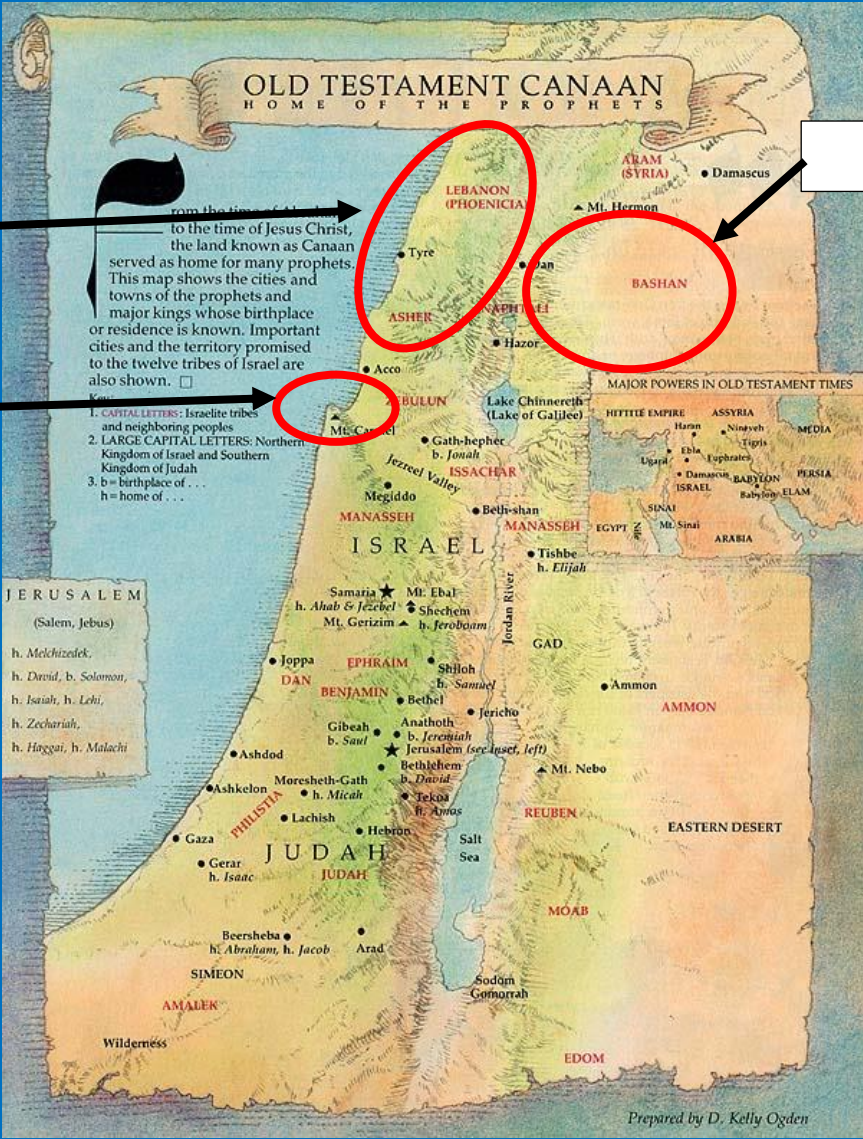 OLD TESTAMENT CANAAN
HOME OF THE PROPHETS
rom the time of
to the time of Jesus Christ,
the land known as Canaan
served as home for many prophets.
This map shows the cities and
towns of the prophets and
major kings whose birthplace
or residence is known. Important
cities and the territory promised
to the twelve tribes of Israel are
also shown. □
1. CAPITAL LETTERS: Israelite tribes
and neighboring peoples
2. LARGE CAPITAL LETTERS: Northern
Kingdom of Israel and Southern
Kingdom of Judah
3. b = birthplace of . . .
h = home of . . .
ARAM
(SYRIA)
Damascus
LEBANON
(PHOENICIA)
Mt. Hermon
Tyre
Dan
BASHAN
ASHER
NAPHTALI
Hazor
Acco
ZEBULUN
Lake Chinnereth
(Lake of Galilee)
Mt. Carmel
Gath-hepher
b. Jonah
Jezreel Valley
ISSACHAR
Megiddo
Beth-shan
MANASSEH
MANASSEH
ISRAEL
Tishbe
h. Elijah
MAJOR POWERS IN OLD TESTAMENT TIMES
HITTITE EMPIRE
ASSYRIA
Haran
Nineveh
MEDIA
Tigris
Ugarit
Ebla
Euphrates
Damascus
BABYLON
PERSIA
ISRAEL
Babylon
ELAM
SINAI
EGYPT
Nile
Mt. Sinai
ARABIA
Samaria
h. Ahab & Jezebel
Mt. Ebal
Shechem
h. Jeroboam
Mt. Gerizim
Jordan River
GAD
JERUSALEM
(Salem, Jebus)
h. Melchizedek,
h. David, b. Solomon,
h. Isaiah, h. Lehi,
h. Zechariah,
h. Haggai, h. Malachi
Joppa
EPHRAIM
Shiloh
h. Samuel
DAN
BENJAMIN
Bethel
Ammon
AMMON
Jericho
Gibeah
b. Saul
Anathoth
b. Jeremiah
Jerusalem (see inset, left)
Ashdod
Bethlehem
b. David
Mt. Nebo
Moresheth-Gath
h. Micah
Ashkelon
Tekoa
h. Amos
PHILISTIA
Lachish
REUBEN
EASTERN DESERT
Gaza
Hebron
Salt
Sea
JUDAH
Gerar
h. Isaac
JUDAH
MOAB
Beersheba
h. Abraham, h. Jacob
Arad
SIMEON
Sodom
Gomorrah
AMALEK
Wilderness
EDOM
Prepared by D. Kelly Ogden